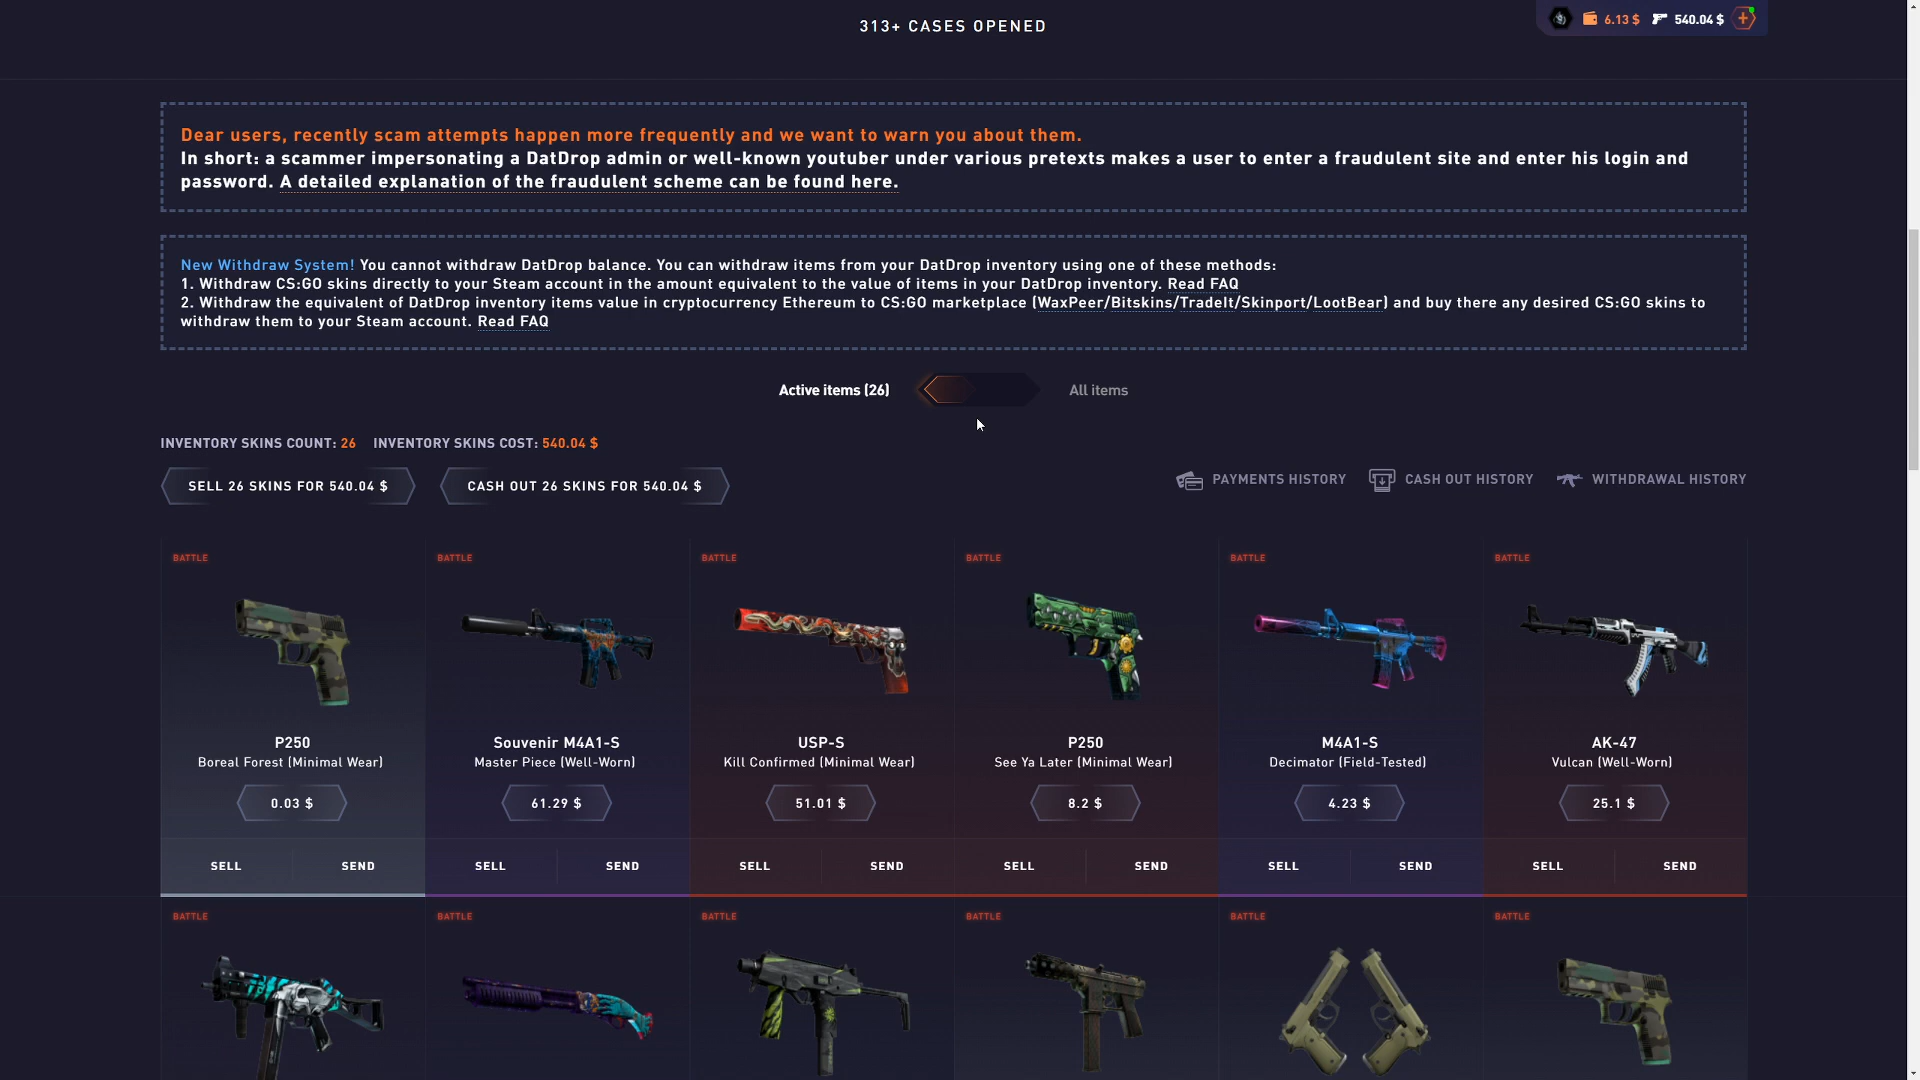 313+ CASES OPENED
6.13 $
540.04 $
Dear users, recently scam attempts happen more frequently and we want to warn you about them.
In short: a scammer impersonating a DatDrop admin or well-known youtuber under various pretexts makes a user to enter a fraudulent site and enter his login and
password. A detailed explanation of the fraudulent scheme can be found here.
New Withdraw System! You cannot withdraw DatDrop balance. You can withdraw items from your DatDrop inventory using one of these methods:
1. Withdraw CS:GO skins directly to your Steam account in the amount equivalent to the value of items in your DatDrop inventory. Read FAQ
2. Withdraw the equivalent of DatDrop inventory items value in cryptocurrency Ethereum to CS:GO marketplace (WaxPeer/Bitskins/TradeIt/Skinport/LootBear) and buy there any desired CS:GO skins to
withdraw them to your Steam account. Read FAQ
Active items (26)
All items
INVENTORY SKINS COUNT: 26 INVENTORY SKINS COST: 540.04 $
SELL 26 SKINS FOR 540.04 $
CASH OUT 26 SKINS FOR 540.04 $
PAYMENTS HISTORY
CASH OUT HISTORY
WITHDRAWAL HISTORY
BATTLE
BATTLE
BATTLE
BATTLE
BATTLE
BATTLE
P250
Boreal Forest (Minimal Wear)
0.03 $
SELL
SEND
Souvenir M4A1-S
Master Piece (Well-Worn)
61.29 $
SELL
SEND
USP-S
Kill Confirmed (Minimal Wear)
51.01 $
SELL
SEND
P250
See Ya Later (Minimal Wear)
8.2 $
SELL
SEND
M4A1-S
Decimator (Field-Tested)
4.23 $
SELL
SEND
AK-47
Vulcan (Well-Worn)
25.1 $
SELL
SEND
BATTLE
BATTLE
BATTLE
BATTLE
BATTLE
BATTLE